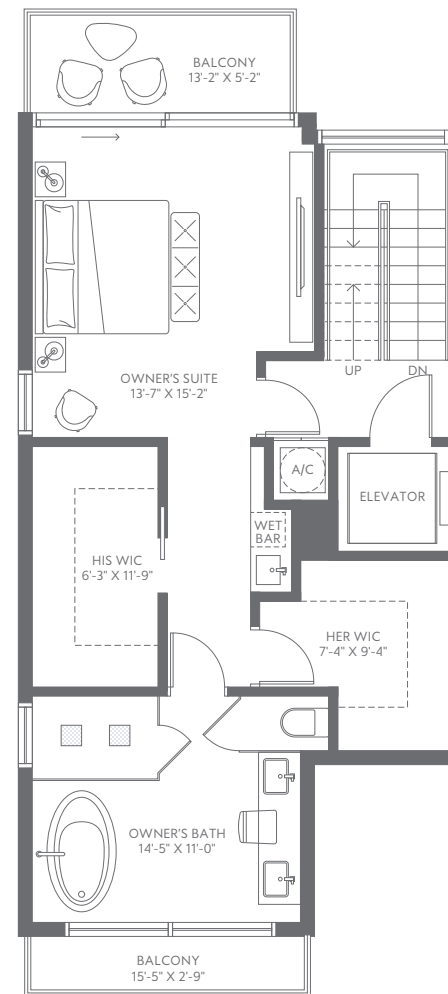 BALCONY
13'-2" X 5'-2"
OWNER'S SUITE
13'-7" X 15'-2"
UP
DN
A/C
ELEVATOR
WET
BAR
HIS WIC
6'-3" X 11'-9"
HER WIC
7'-4" X 9'-4"
OWNER'S BATH
14'-5" X 11'-0"
BALCONY
15'-5" X 2'-9"